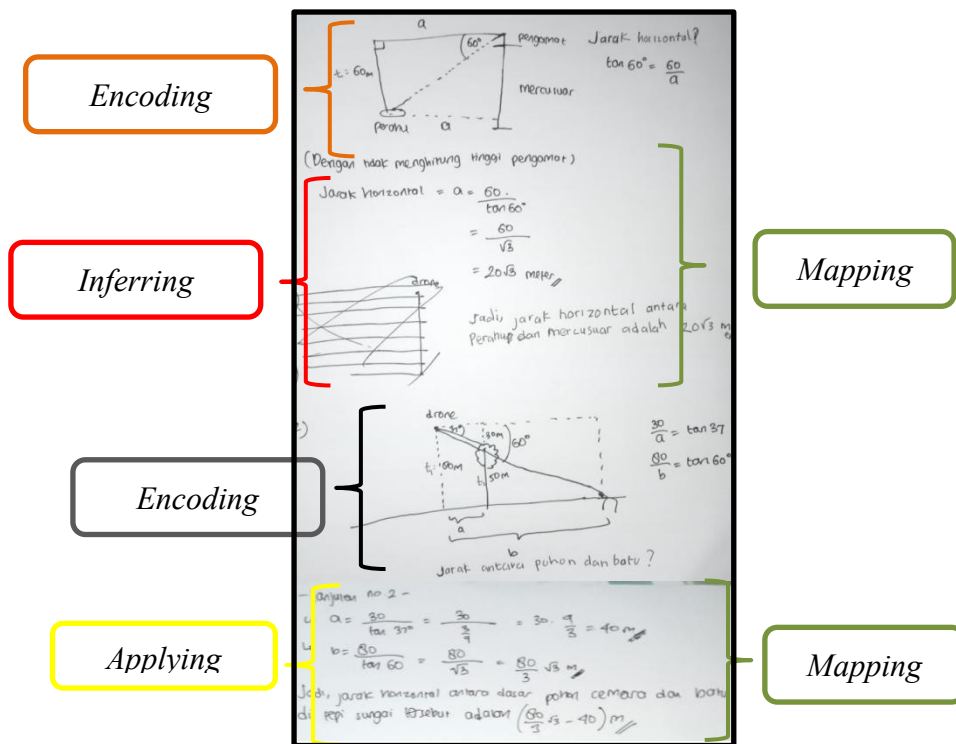 a
60°
pengamat
Jarak horizontal?
t = 60m
tan 60° = 60/a
mercusuar
perahu
a
(Dengan tidak menghitung tinggi pengamat)
Jarak horizontal = a = 60/tan 60°
= 60/√3
= 20√3 meter
drone
Jadi, jarak horizontal antara
perahu dan mercusuar adalah 20√3 m
Encoding
Inferring
Mapping
drone
37°
30m
60°
30/a = tan 37
80/b = tan 60°
50m
a
b
Jarak antara pohon dan batu?
Encoding
- Lanjutan no 2 -
a = 30/tan 37° = 30/(3/4) = 30 . 4/3 = 40 m
b = 80/tan 60 = 80/√3 = 80/3 √3 m
Jadi, jarak horizontal antara dasar pohon cemara dan batu
di tepi sungai tersebut adalah (80/3 √3 - 40) m
Applying
Mapping